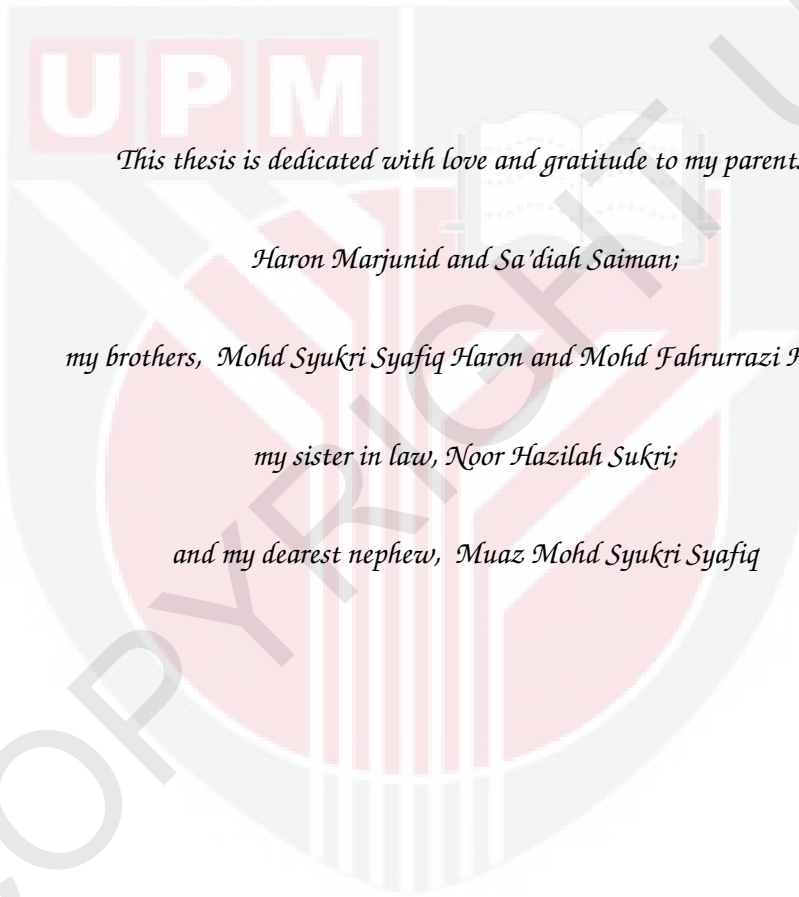 UPM
This thesis is dedicated with love and gratitude to my parents
Haron Marjunid and Sa'diah Saiman;
my brothers, Mohd Syukri Syafiq Haron and Mohd Fahrurrazi
my sister in law, Noor Hazilah Sukri;
and my dearest nephew, Muaz Mohd Syukri Syafiq
COPYRIGHT U